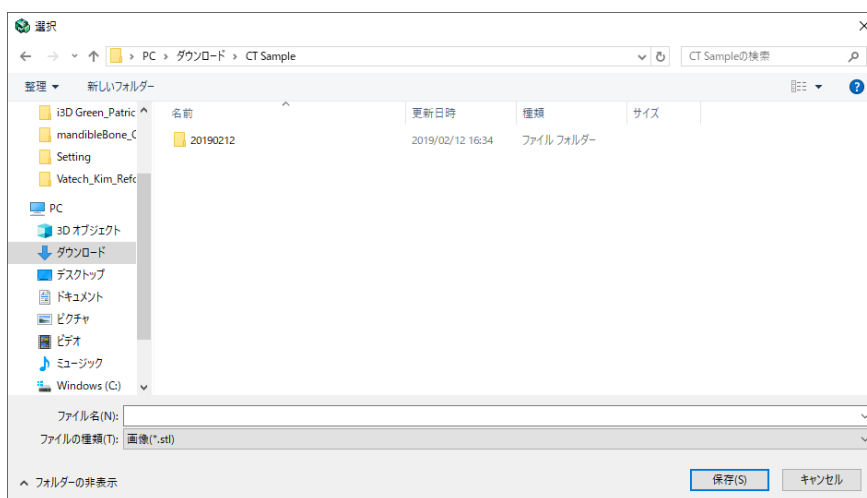 選択
PC › ダウンロード › CT Sample
CT Sampleの検索
整理 新しいフォルダー
名前 更新日時 種類 サイズ
20190212 2019/02/12 16:34 ファイル フォルダー
i3D Green_Patric
mandibleBone_C
Setting
Vatech_Kim_Refo
PC
3D オブジェクト
ダウンロード
デスクトップ
ドキュメント
ピクチャ
ビデオ
ミュージック
Windows (C:)
ファイル名(N):
ファイルの種類(T): 画像(*.stl)
フォルダーの非表示
保存(S) キャンセル